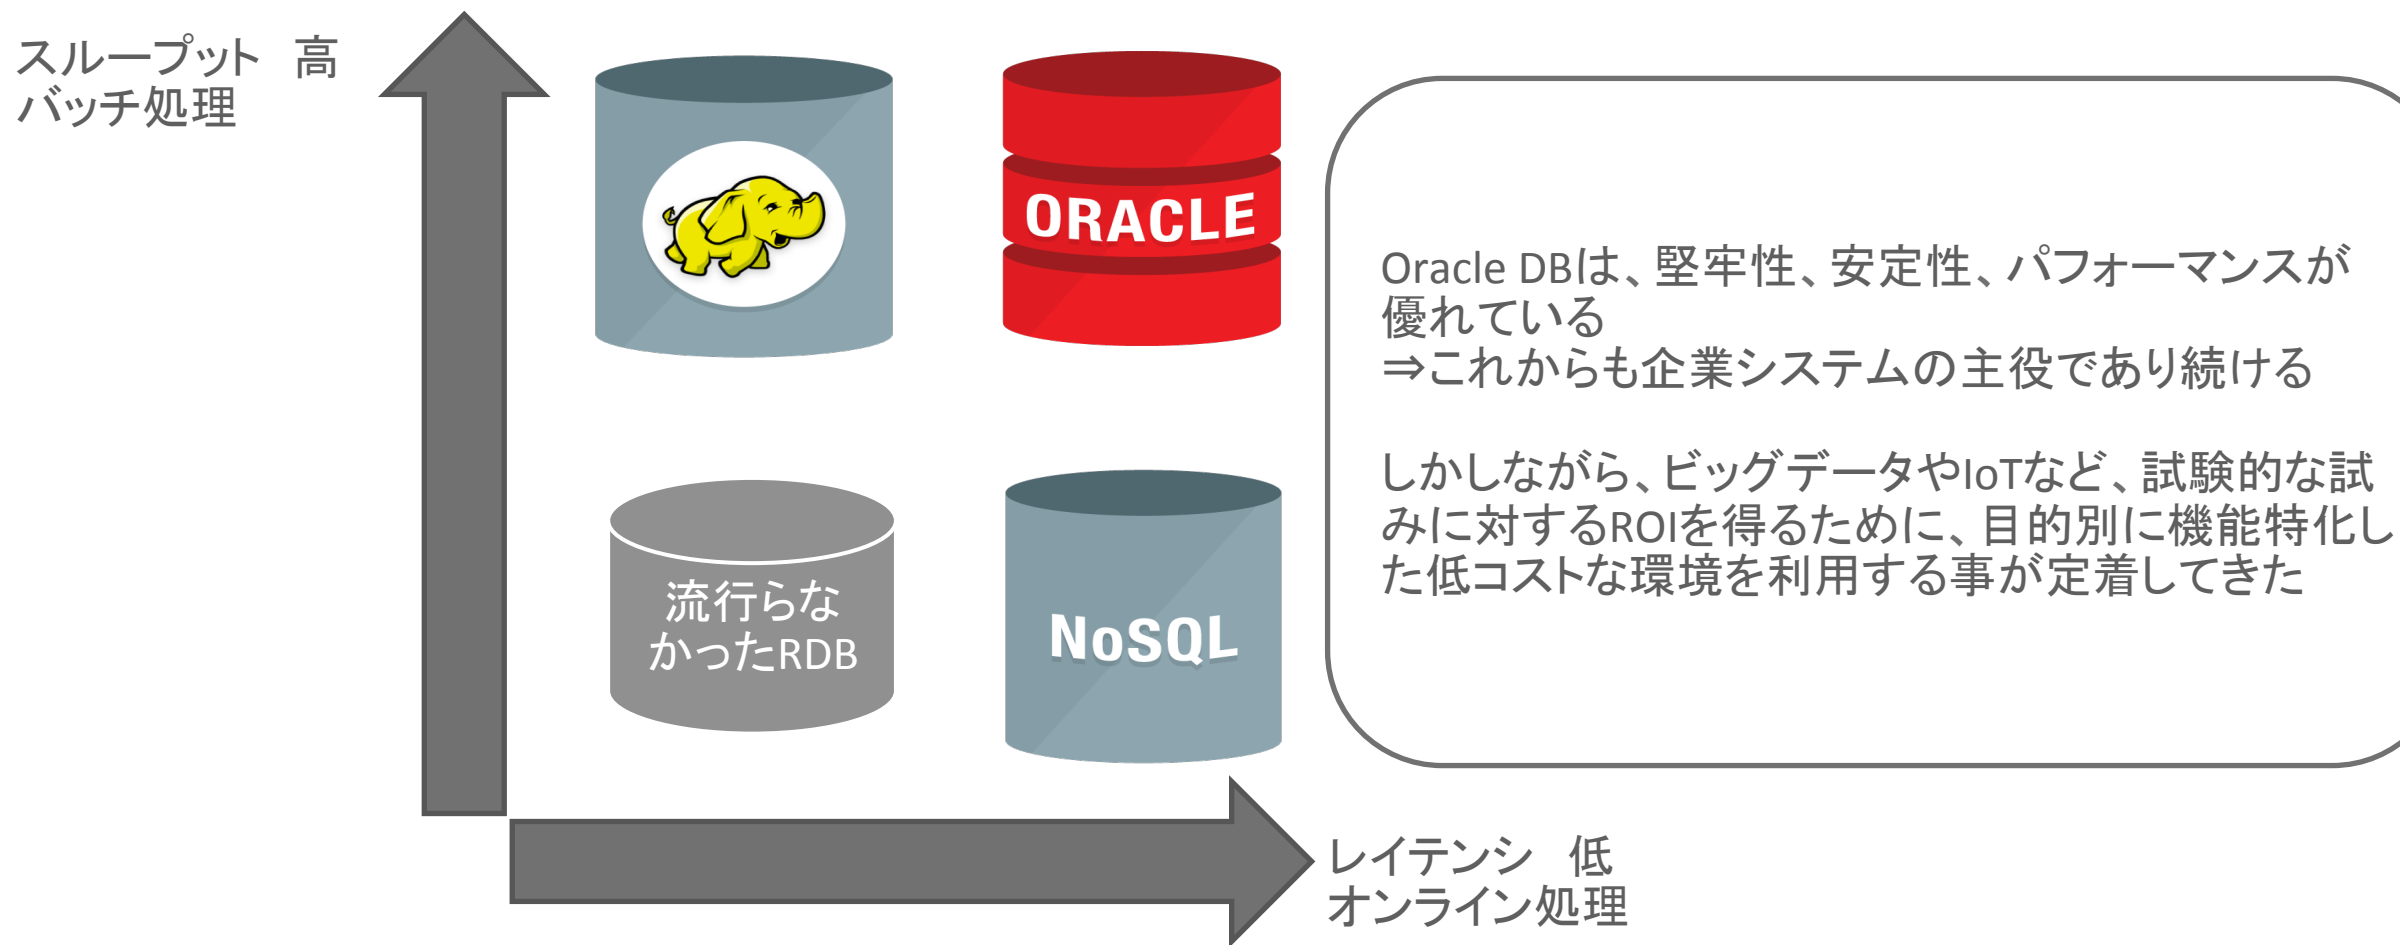 スループット　高
バッチ処理
ORACLE
流行らな
かったRDB
NoSQL
Oracle DBは、堅牢性、安定性、パフォーマンスが
優れている
⇒これからも企業システムの主役であり続ける
しかしながら、ビッグデータやIoTなど、試験的な試
みに対するROIを得るために、目的別に機能特化し
た低コストな環境を利用する事が定着してきた
レイテンシ　低
オンライン処理